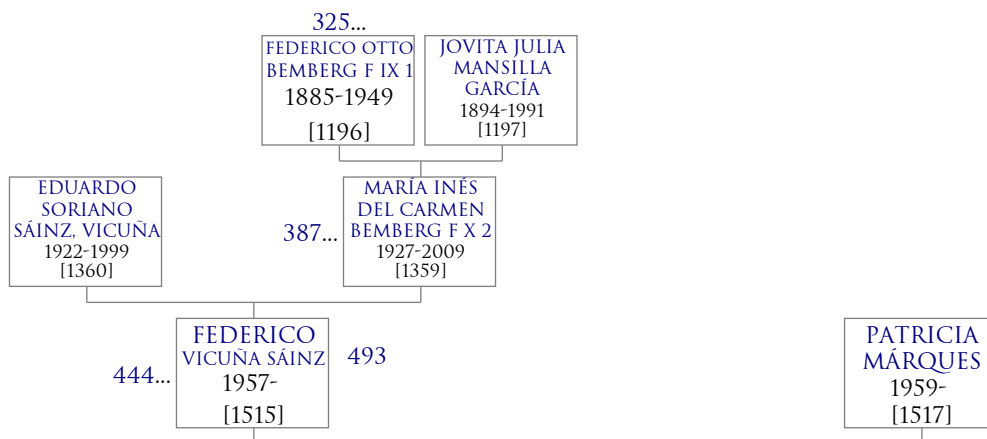 325...
FEDERICO OTTO
BEMBERG F IX 1
1885-1949
[1196]
JOVITA JULIA
MANSILLA
GARCÍA
1894-1991
[1197]
EDUARDO
SORIANO
SÁINZ, VICUÑA
1922-1999
[1360]
387...
MARÍA INÉS
DEL CARMEN
BEMBERG F X 2
1927-2009
[1359]
444...
FEDERICO
VICUÑA SÁINZ
1957-
[1515]
493
PATRICIA
MÁRQUES
1959-
[1517]